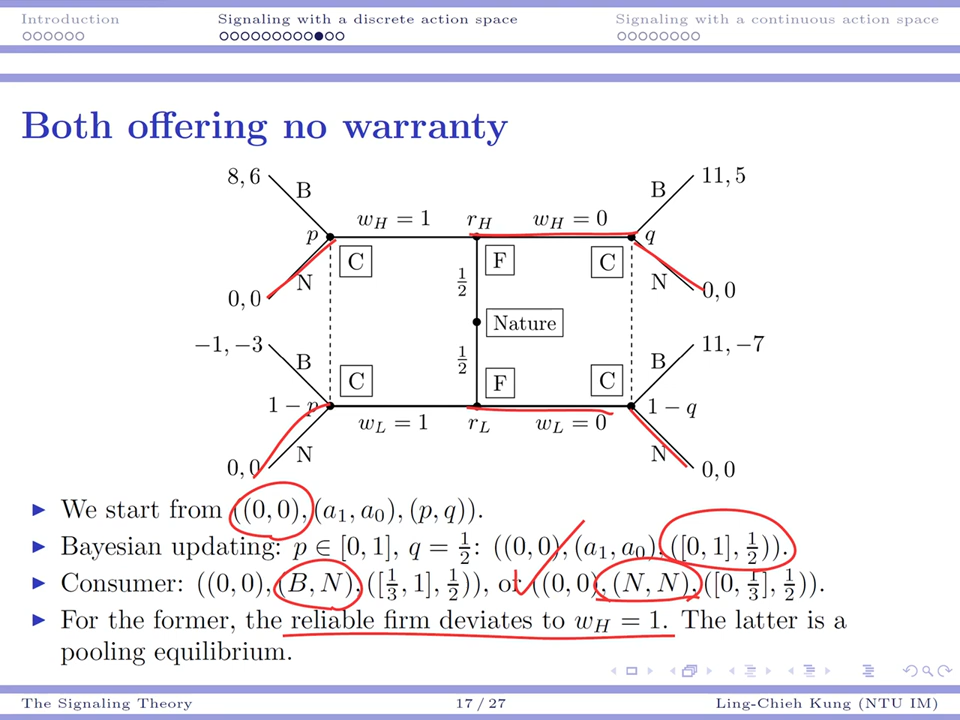 Introduction
Signaling with a discrete action space
Signaling with a continuous action space
Both offering no warranty
8, 6
B
w_H = 1
r_H
w_H = 0
B
11, 5
p
C
F
C
q
N
1/2
N
0, 0
0, 0
Nature
−1, −3
B
1/2
B
11, −7
C
F
C
1 − p
1 − q
w_L = 1
r_L
w_L = 0
N
N
0, 0
0, 0
▶ We start from ((0, 0), (a_1, a_0), (p, q)).
▶ Bayesian updating: p ∈ [0, 1], q = 1/2: ((0, 0), (a_1, a_0), ([0, 1], 1/2)).
▶ Consumer: ((0, 0), (B, N), ([1/3, 1], 1/2)), or ((0, 0), (N, N), ([0, 1/3], 1/2)).
▶ For the former, the reliable firm deviates to w_H = 1. The latter is a
pooling equilibrium.
The Signaling Theory
17 / 27
Ling-Chieh Kung (NTU IM)